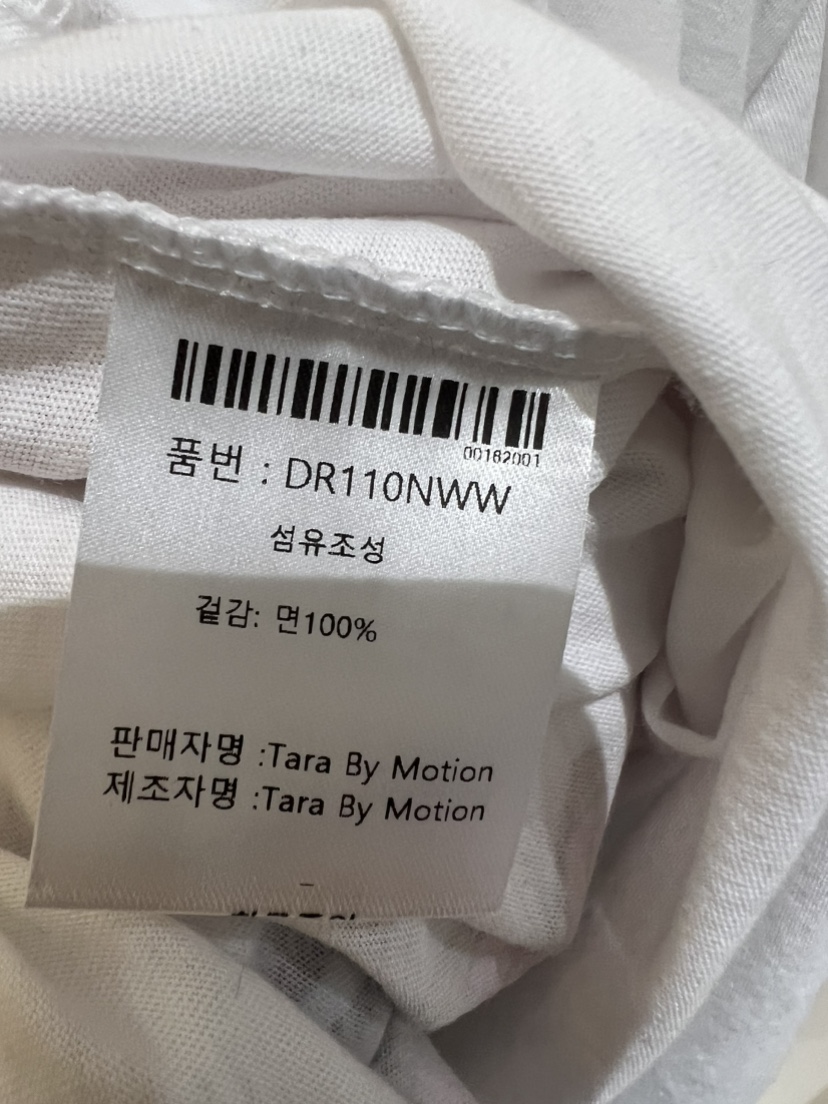 00162001
품번 : DR110NWW
섬유조성
겉감: 면100%
판매자명 :Tara By Motion
제조자명 :Tara By Motion